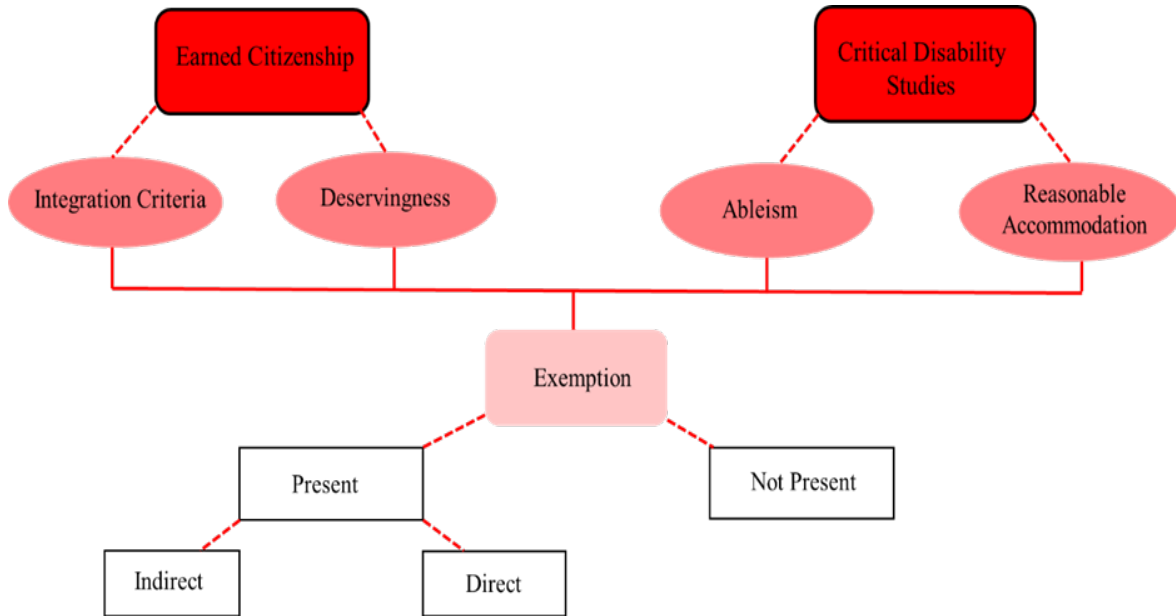 Earned Citizenship
Critical Disability
Studies
Integration Criteria
Deservingness
Ableism
Reasonable
Accommodation
Exemption
Present
Not Present
Indirect
Direct